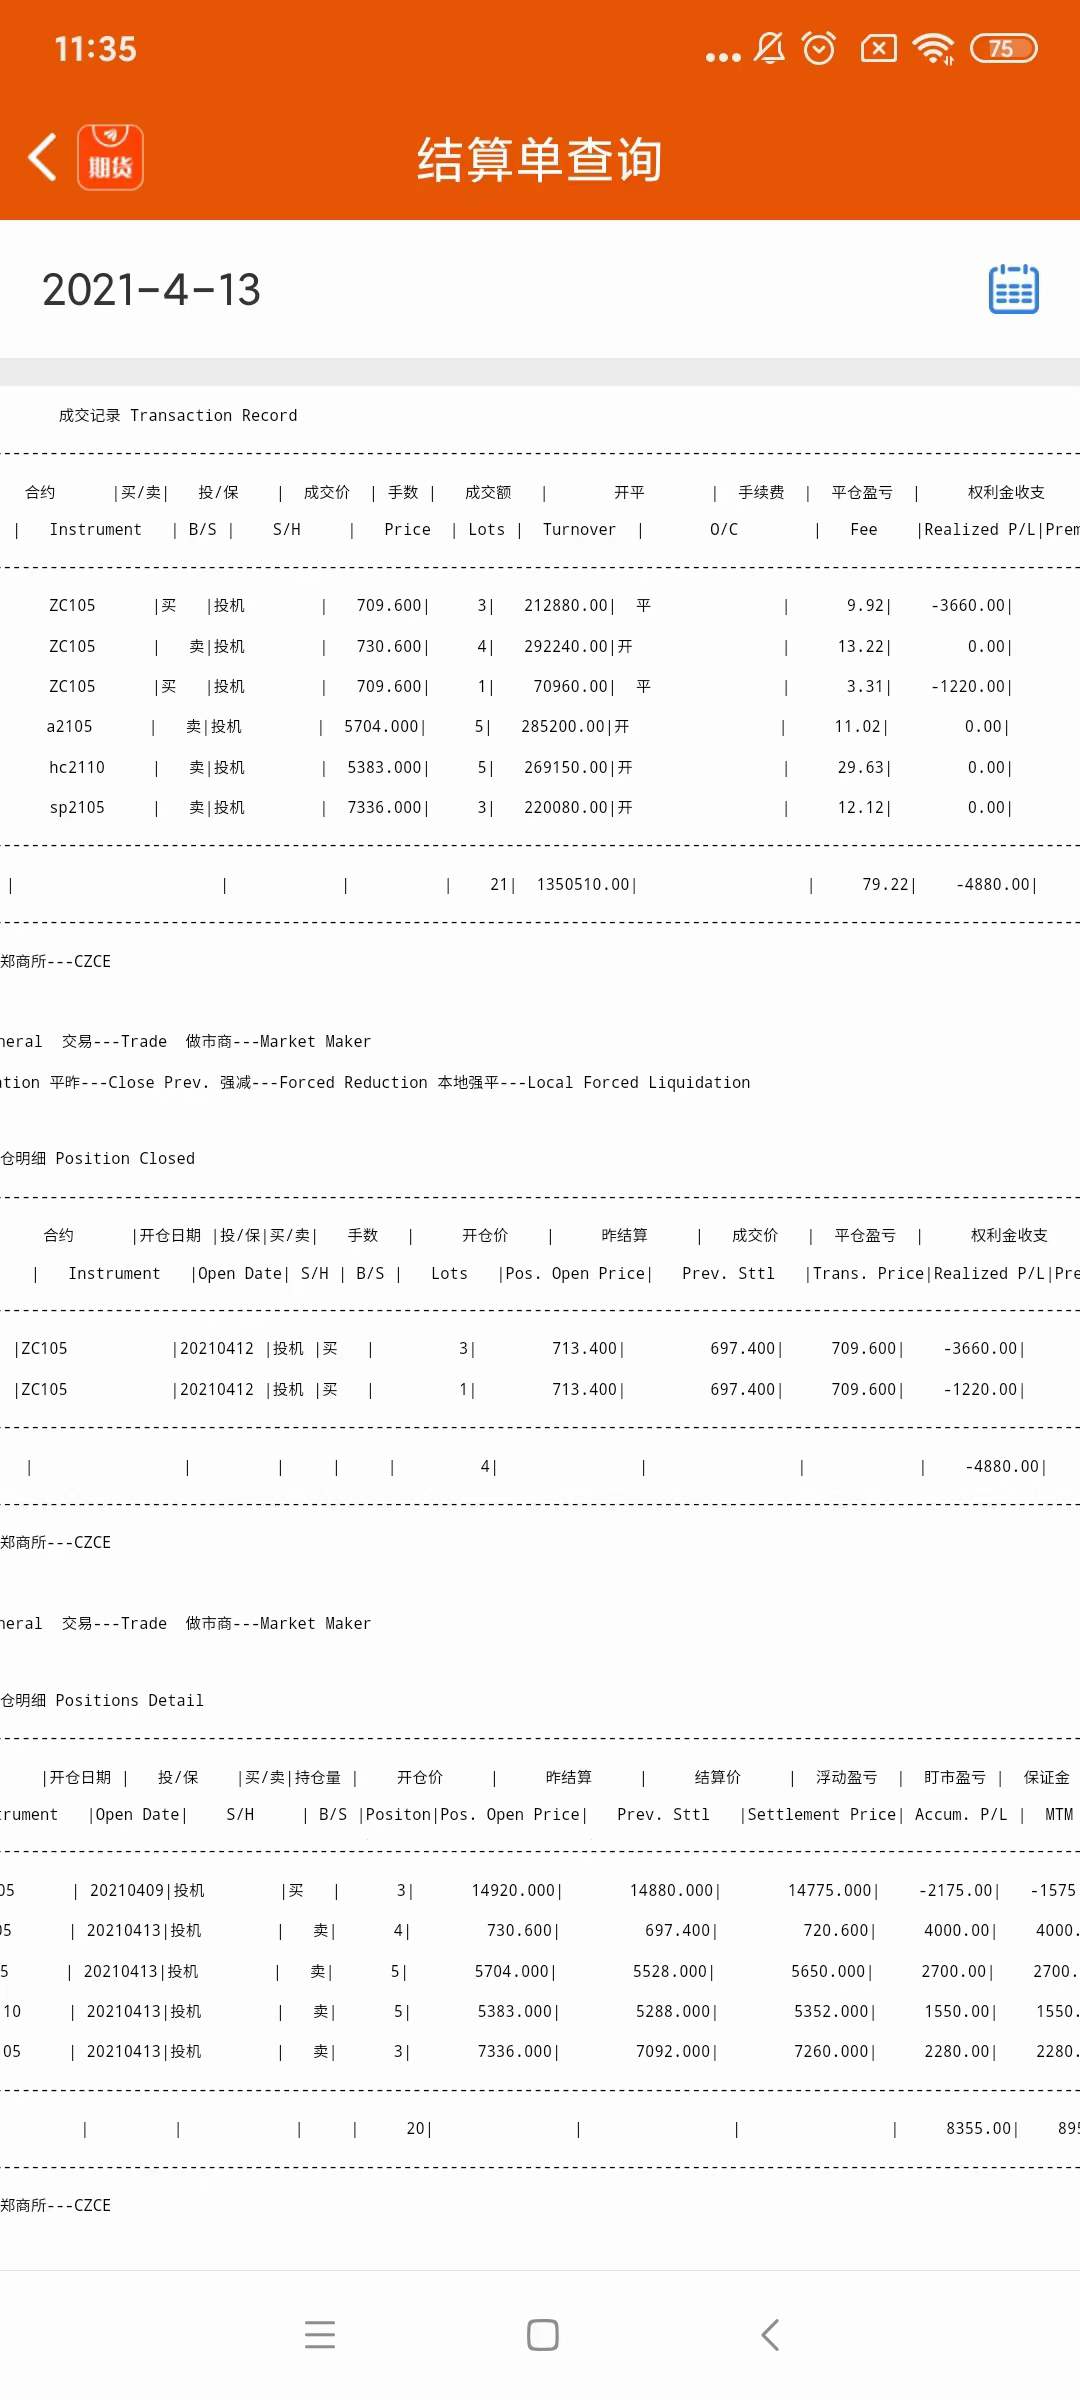 11:35
75
期货
结算单查询
2021-4-13
成交记录 Transaction Record
合约 |买/卖| 投/保 | 成交价 | 手数 | 成交额 | 开平 | 手续费 | 平仓盈亏 | 权利金收支
| Instrument | B/S | S/H | Price | Lots | Turnover | O/C | Fee |Realized P/L|Prem
ZC105 |买 |投机 | 709.600| 3| 212880.00| 平 | 9.92| -3660.00|
ZC105 | 卖|投机 | 730.600| 4| 292240.00|开 | 13.22| 0.00|
ZC105 |买 |投机 | 709.600| 1| 70960.00| 平 | 3.31| -1220.00|
a2105 | 卖|投机 | 5704.000| 5| 285200.00|开 | 11.02| 0.00|
hc2110 | 卖|投机 | 5383.000| 5| 269150.00|开 | 29.63| 0.00|
sp2105 | 卖|投机 | 7336.000| 3| 220080.00|开 | 12.12| 0.00|
| | | | 21| 1350510.00| | 79.22| -4880.00|
郑商所---CZCE
neral 交易---Trade 做市商---Market Maker
ation 平昨---Close Prev. 强减---Forced Reduction 本地强平---Local Forced Liquidation
仓明细 Position Closed
合约 |开仓日期 |投/保|买/卖| 手数 | 开仓价 | 昨结算 | 成交价 | 平仓盈亏 | 权利金收支
| Instrument |Open Date| S/H | B/S | Lots |Pos. Open Price| Prev. Sttl |Trans. Price|Realized P/L|Pre
|ZC105 |20210412 |投机 |买 | 3| 713.400| 697.400| 709.600| -3660.00|
|ZC105 |20210412 |投机 |买 | 1| 713.400| 697.400| 709.600| -1220.00|
| | | | | 4| | | | -4880.00|
郑商所---CZCE
neral 交易---Trade 做市商---Market Maker
仓明细 Positions Detail
|开仓日期 | 投/保 |买/卖|持仓量 | 开仓价 | 昨结算 | 结算价 | 浮动盈亏 | 盯市盈亏 | 保证金
trument |Open Date| S/H | B/S |Positon|Pos. Open Price| Prev. Sttl |Settlement Price| Accum. P/L | MTM
05 | 20210409|投机 |买 | 3| 14920.000| 14880.000| 14775.000| -2175.00| -1575
05 | 20210413|投机 | 卖| 4| 730.600| 697.400| 720.600| 4000.00| 4000.
5 | 20210413|投机 | 卖| 5| 5704.000| 5528.000| 5650.000| 2700.00| 2700.
10 | 20210413|投机 | 卖| 5| 5383.000| 5288.000| 5352.000| 1550.00| 1550.
05 | 20210413|投机 | 卖| 3| 7336.000| 7092.000| 7260.000| 2280.00| 2280.
| | | | 20| | | | 8355.00| 895
郑商所---CZCE